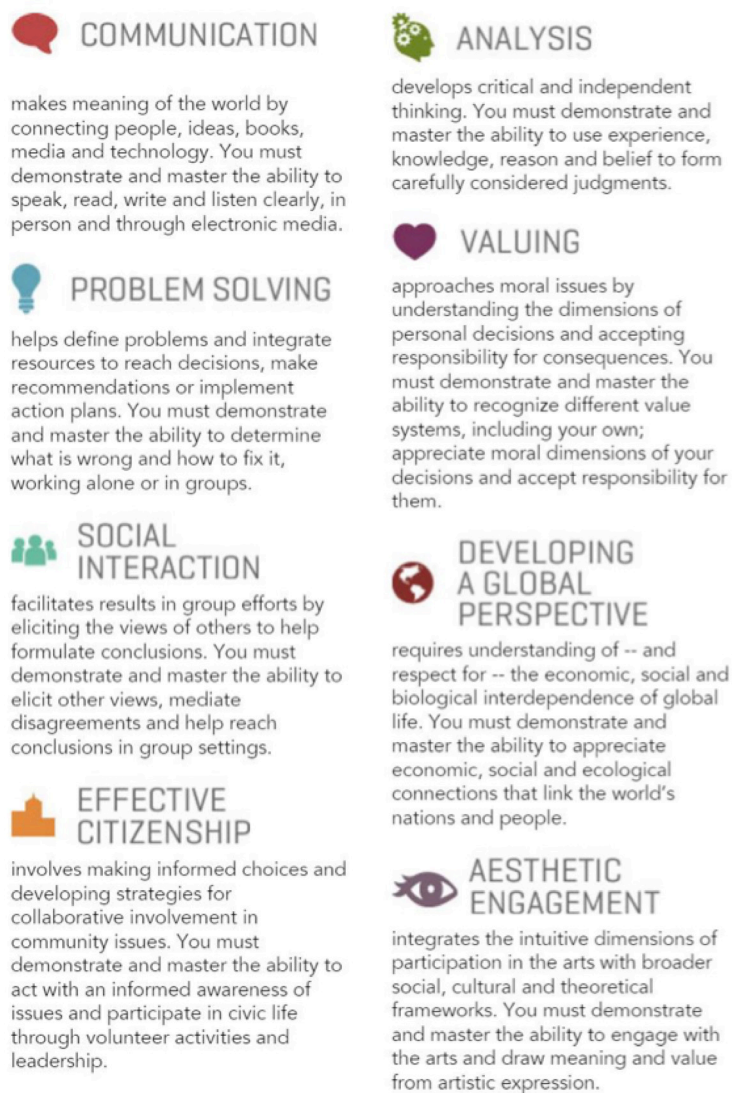 COMMUNICATION
makes meaning of the world by
connecting people, ideas, books,
media and technology. You must
demonstrate and master the ability to
speak, read, write and listen clearly, in
person and through electronic media.
PROBLEM SOLVING
helps define problems and integrate
resources to reach decisions, make
recommendations or implement
action plans. You must demonstrate
and master the ability to determine
what is wrong and how to fix it,
working alone or in groups.
SOCIAL
INTERACTION
facilitates results in group efforts by
eliciting the views of others to help
formulate conclusions. You must
demonstrate and master the ability to
elicit other views, mediate
disagreements and help reach
conclusions in group settings.
EFFECTIVE
CITIZENSHIP
involves making informed choices and
developing strategies for
collaborative involvement in
community issues. You must
demonstrate and master the ability to
act with an informed awareness of
issues and participate in civic life
through volunteer activities and
leadership.
ANALYSIS
develops critical and independent
thinking. You must demonstrate and
master the ability to use experience,
knowledge, reason and belief to form
carefully considered judgments.
VALUING
approaches moral issues by
understanding the dimensions of
personal decisions and accepting
responsibility for consequences. You
must demonstrate and master the
ability to recognize different value
systems, including your own;
appreciate moral dimensions of your
decisions and accept responsibility for
them.
DEVELOPING
A GLOBAL
PERSPECTIVE
requires understanding of -- and
respect for -- the economic, social and
biological interdependence of global
life. You must demonstrate and
master the ability to appreciate
economic, social and ecological
connections that link the world's
nations and people.
AESTHETIC
ENGAGEMENT
integrates the intuitive dimensions of
participation in the arts with broader
social, cultural and theoretical
frameworks. You must demonstrate
and master the ability to engage with
the arts and draw meaning and value
from artistic expression.